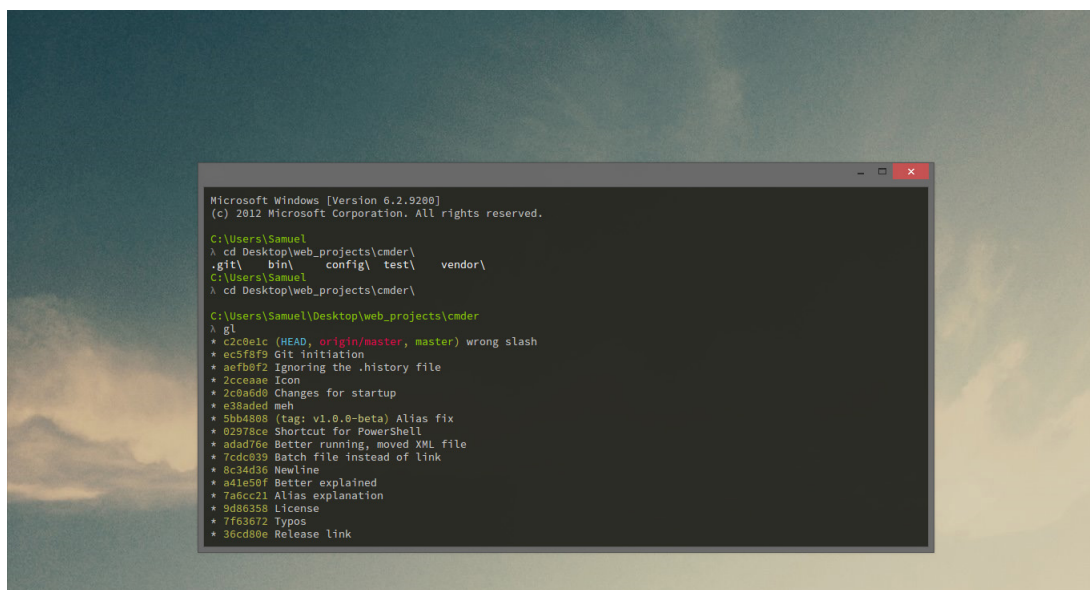 Microsoft Windows [Version 6.2.9200]
(c) 2012 Microsoft Corporation. All rights reserved.
C:\Users\Samuel
λ cd Desktop\web_projects\cmder\
.git\    bin\     config\  test\    vendor\
C:\Users\Samuel
λ cd Desktop\web_projects\cmder\
C:\Users\Samuel\Desktop\web_projects\cmder
λ gl
* c2c0e1c (HEAD, origin/master, master) wrong slash
* ec5f8f9 Git initiation
* aefb0f2 Ignoring the .history file
* 2cceaae Icon
* 2c0a6d0 Changes for startup
* e38aded meh
* 5bb4808 (tag: v1.0.0-beta) Alias fix
* 02978ce Shortcut for PowerShell
* adad76e Better running, moved XML file
* 7cdc039 Batch file instead of link
* 8c34d36 Newline
* a41e50f Better explained
* 7a6cc21 Alias explanation
* 9d86358 License
* 7f63672 Typos
* 36cd80e Release link